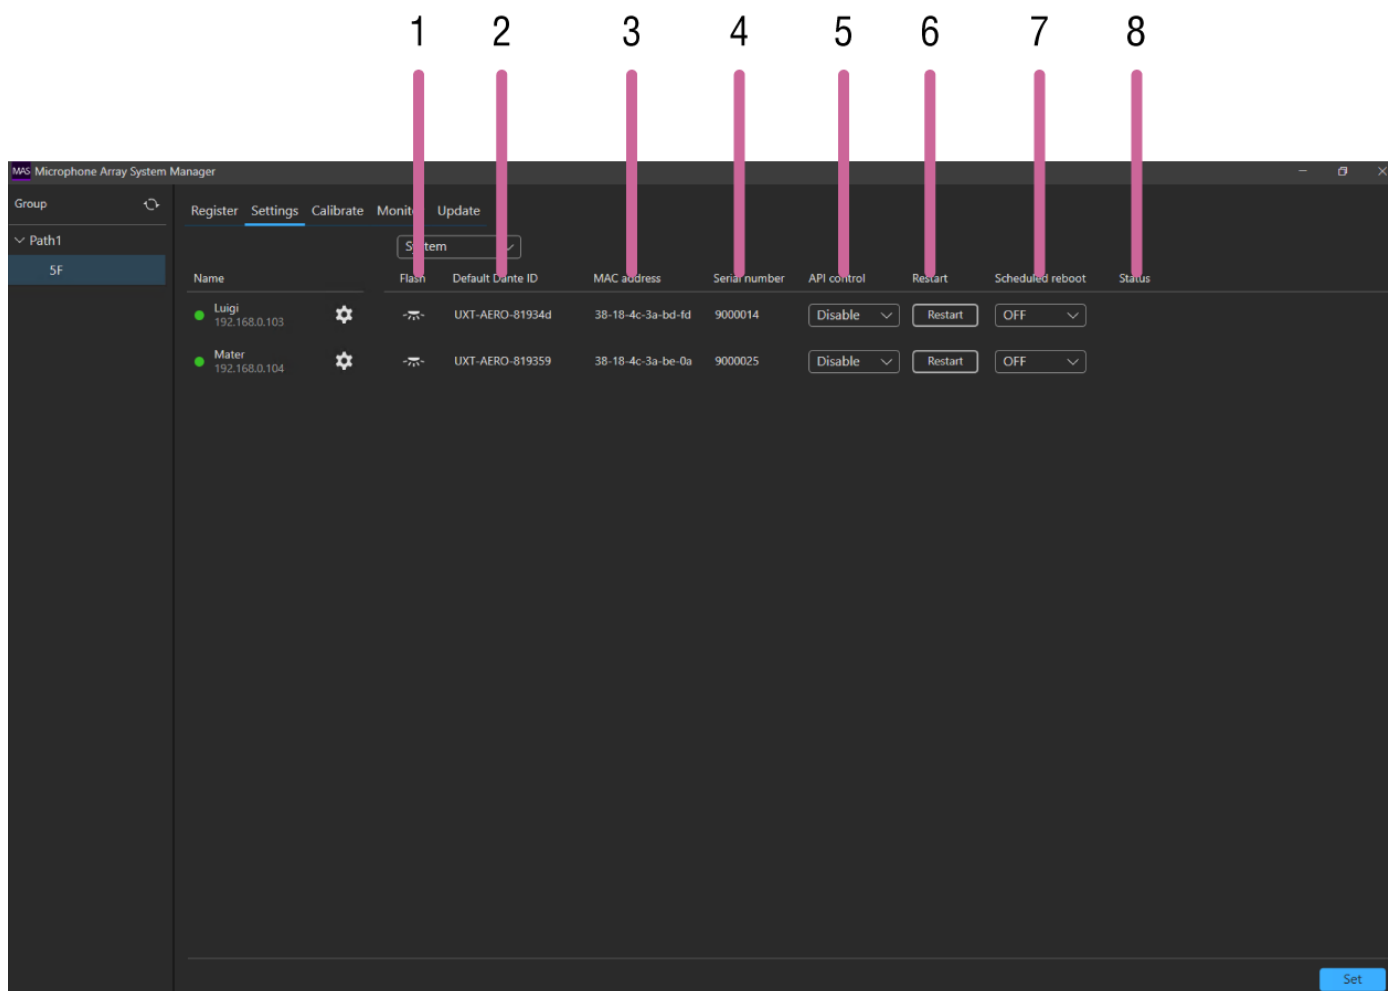 1 2 3 4 5 6 7 8
MAS Microphone Array System Manager
Group
Register Settings Calibrate Monitor Update
Path1
System
5F
Name Flash Default Dante ID MAC address Serial number API control Restart Scheduled reboot Status
Luigi
192.168.0.103
UXT-AERO-81934d 38-18-4c-3a-bd-fd 9000014 Disable Restart OFF
Mater
192.168.0.104
UXT-AERO-819359 38-18-4c-3a-be-0a 9000025 Disable Restart OFF
Set